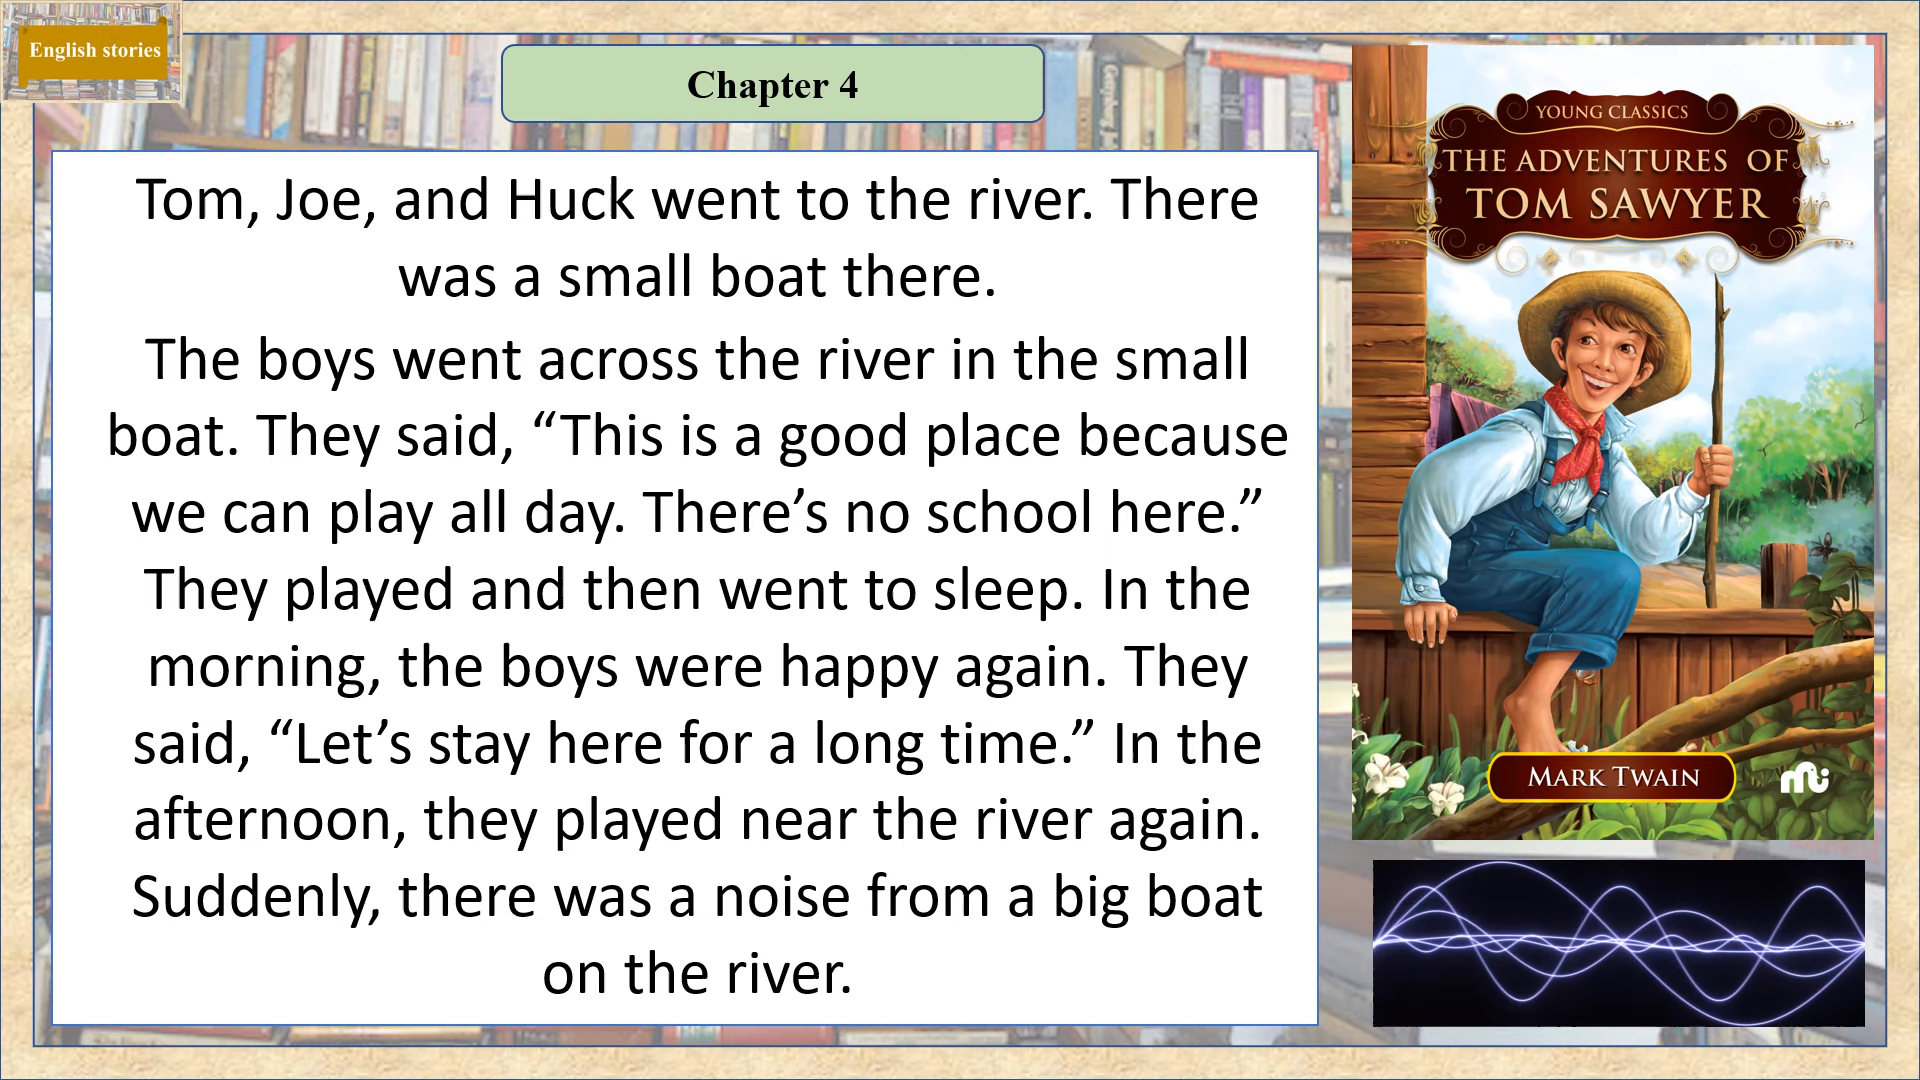 English stories
Chapter 4
Tom, Joe, and Huck went to the river. There
was a small boat there.
The boys went across the river in the small
boat. They said, “This is a good place because
we can play all day. There’s no school here.”
They played and then went to sleep. In the
morning, the boys were happy again. They
said, “Let’s stay here for a long time.” In the
afternoon, they played near the river again.
Suddenly, there was a noise from a big boat
on the river.
YOUNG CLASSICS
THE ADVENTURES OF
TOM SAWYER
MARK TWAIN